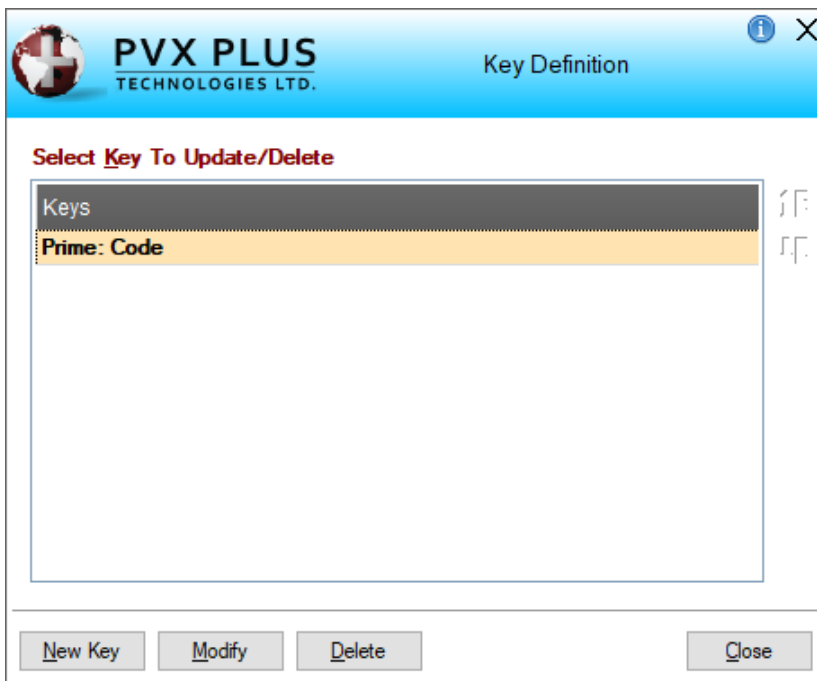 PVX PLUS
TECHNOLOGIES LTD.
Key Definition
Select Key To Update/Delete
Keys
Prime: Code
New Key
Modify
Delete
Close